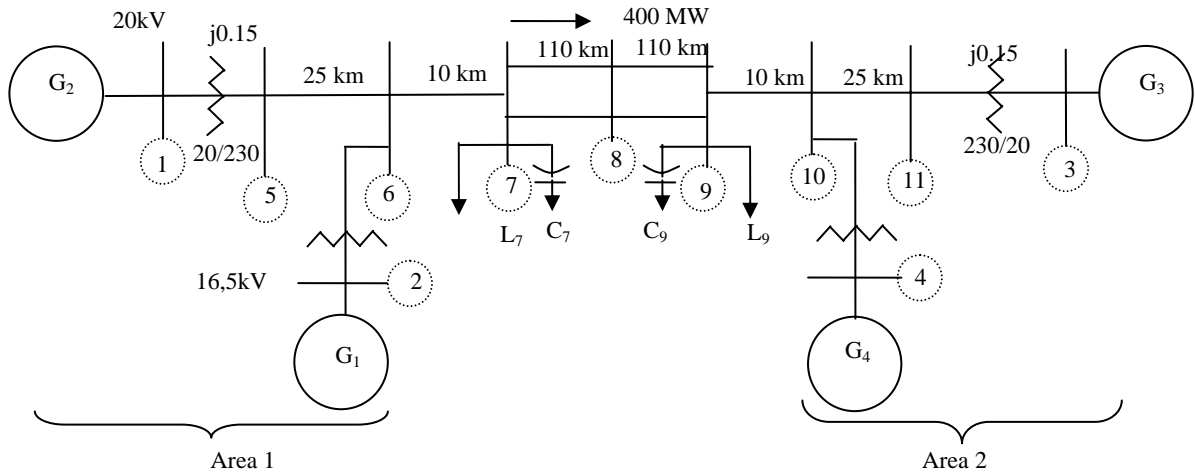 400 MW
20kV
j0.15
110 km
110 km
j0.15
G₂
25 km
10 km
10 km
25 km
G₃
20/230
230/20
1
5
6
7
8
9
10
11
3
L₇
C₇
C₉
L₉
16,5kV
2
4
G₁
G₄
Area 1
Area 2